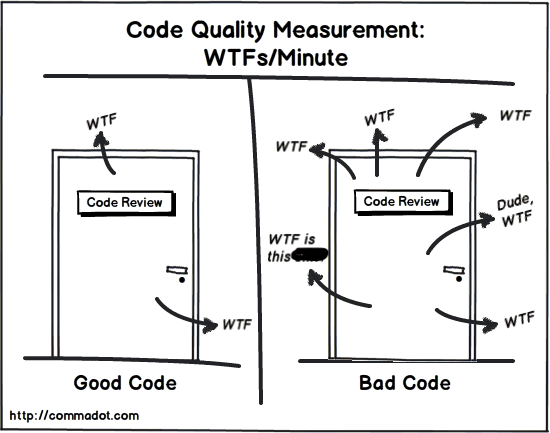 Code Quality Measurement:
WTFs/Minute
WTF
Code Review
WTF
Good Code
WTF
WTF
WTF
Code Review
Dude,
WTF
WTF is
this
WTF
Bad Code
http://commadot.com